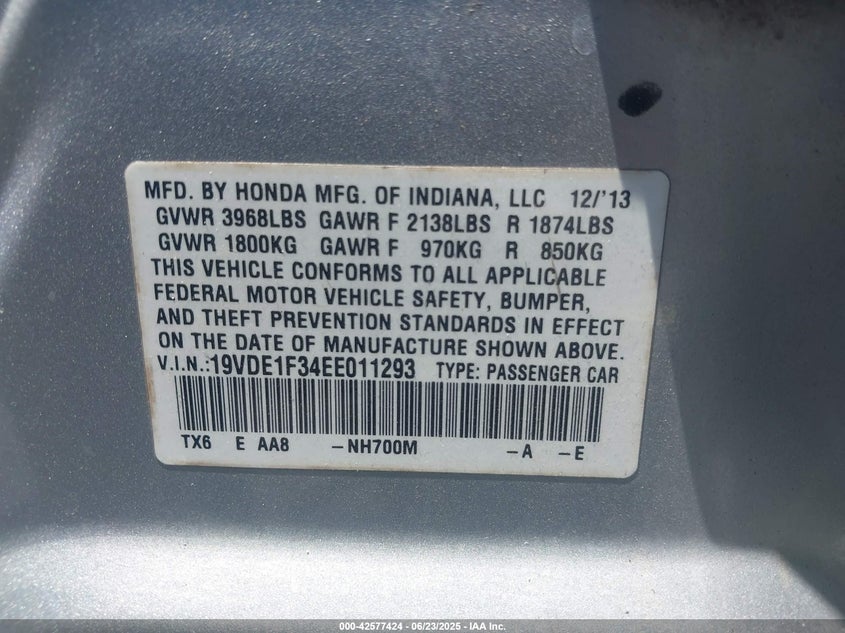 MFD. BY HONDA MFG. OF INDIANA, LLC 12/'13
GVWR 3968LBS GAWR F 2138LBS R 1874LBS
GVWR 1800KG GAWR F 970KG R 850KG
THIS VEHICLE CONFORMS TO ALL APPLICABLE
FEDERAL MOTOR VEHICLE SAFETY, BUMPER,
AND THEFT PREVENTION STANDARDS IN EFFECT
ON THE DATE OF MANUFACTURE SHOWN ABOVE.
V.I.N.:19VDE1F34EE011293 TYPE: PASSENGER CAR
TX6 E AA8 –NH700M –A –E
000-42577424 - 06/23/2025 - IAA Inc.